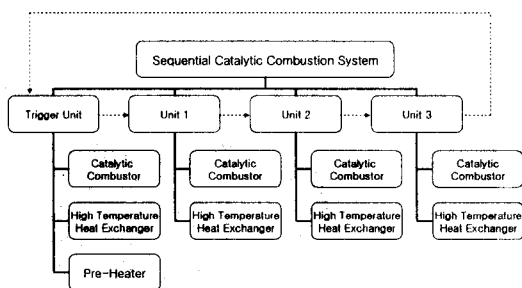 Sequential Catalytic Combustion System
Trigger Unit
Unit 1
Unit 2
Unit 3
Catalytic
Combustor
Catalytic
Combustor
Catalytic
Combustor
Catalytic
Combustor
High Temperature
Heat Exchanger
High Temperature
Heat Exchanger
High Temperature
Heat Exchanger
High Temperature
Heat Exchanger
Pre-Heater